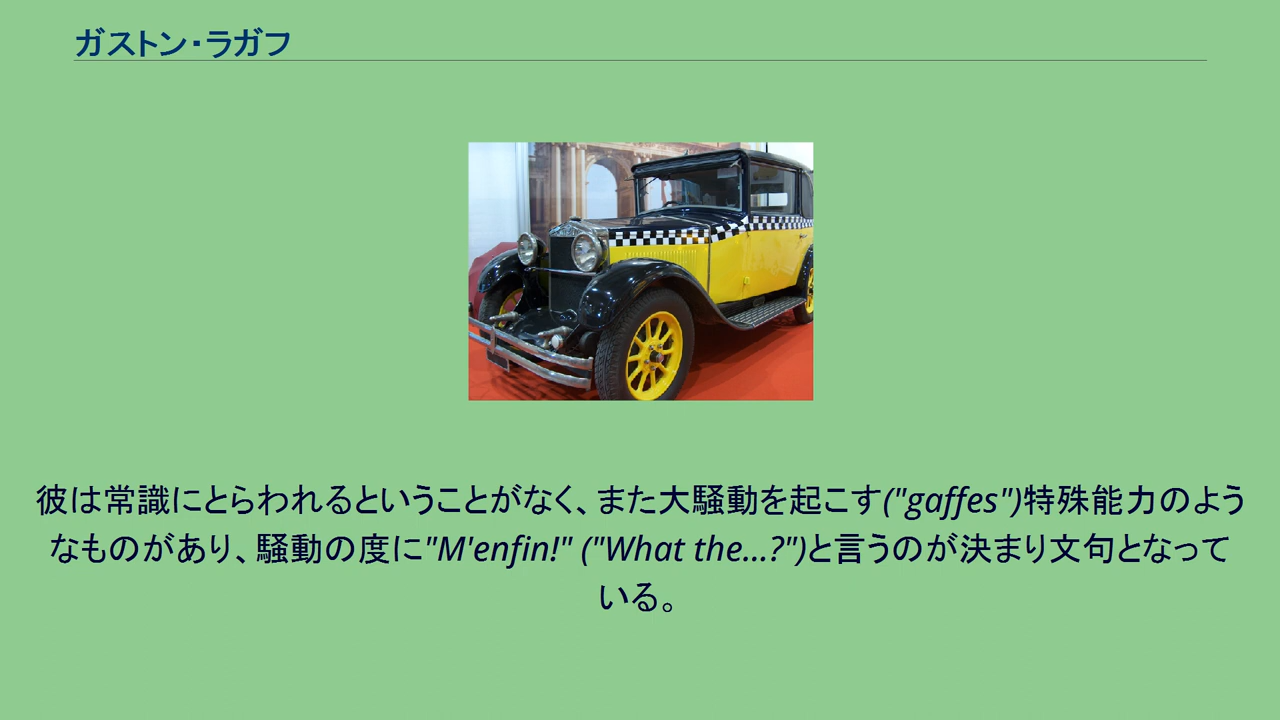 ガストン・ラガフ
彼は常識にとらわれるということがなく、また大騒動を起こす("gaffes")特殊能力のよう
なものがあり、騒動の度に"M'enfin!" ("What the...?")と言うのが決まり文句となって
いる。